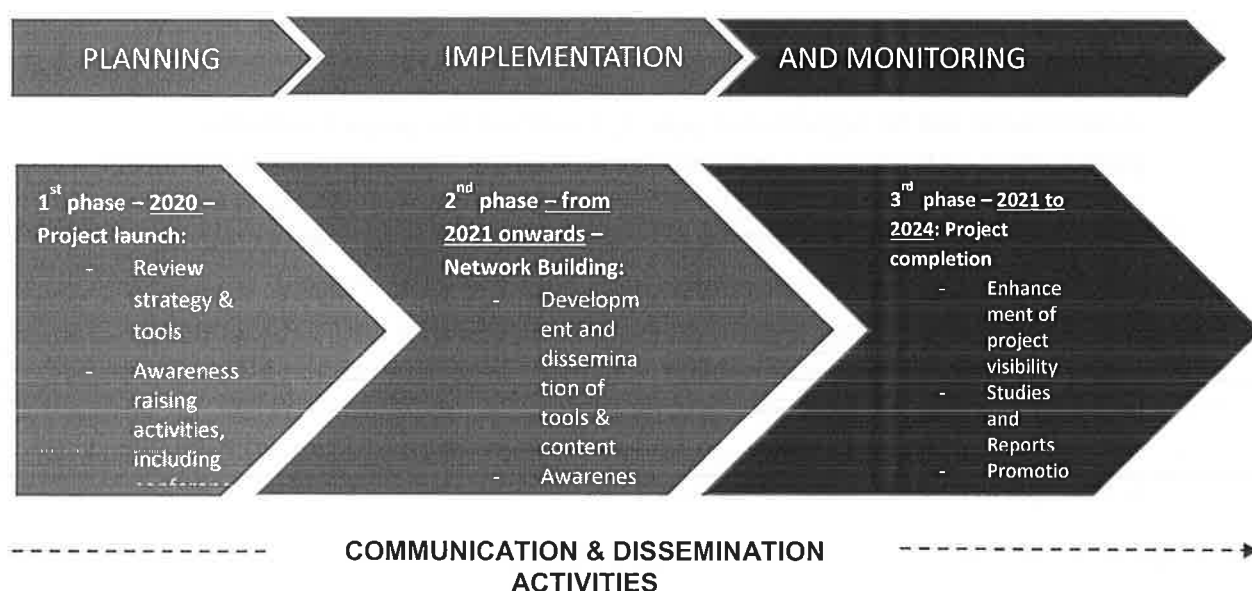 PLANNING
IMPLEMENTATION
AND MONITORING
1st phase – 2020 –
Project launch:
- Review
strategy &
tools
- Awareness
raising
activities,
including
2nd phase – from
2021 onwards –
Network Building:
- Developm
ent and
dissemina
tion of
tools &
content
- Awarenes
3rd phase – 2021 to
2024: Project
completion
- Enhance
ment of
project
visibility
- Studies
and
Reports
- Promotio
COMMUNICATION & DISSEMINATION
ACTIVITIES